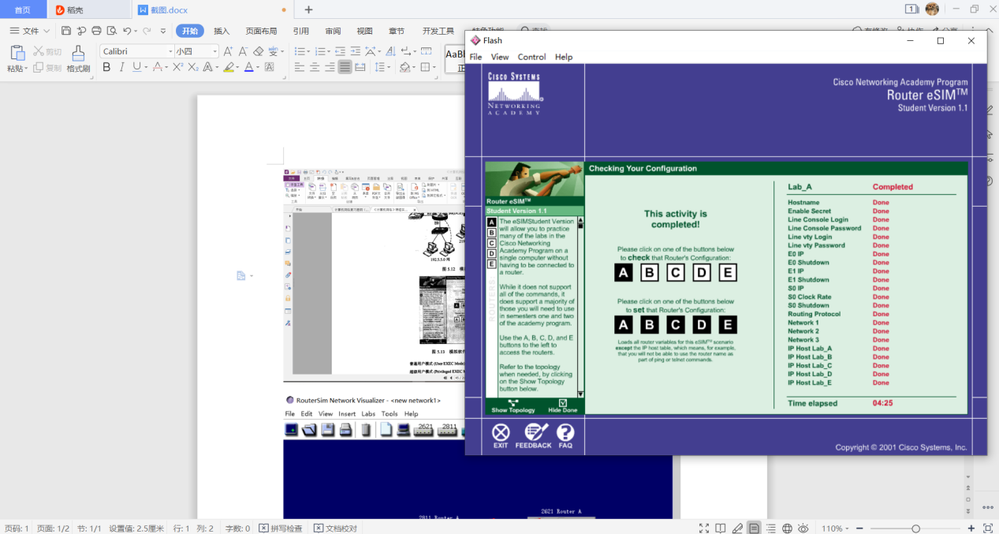 首页
稻壳
截图.docx
1
文件
开始
插入
页面布局
引用
审阅
视图
章节
开发工具
粘贴
剪切
复制
格式刷
Calibri
小四
Flash
File View Control Help
CISCO SYSTEMS
NETWORKING
ACADEMY
Cisco Networking Academy Program
Router eSIM™
Student Version 1.1
Router eSIM™
Student Version 1.1
A
B
C
D
E
ROUTERS:
The eSIMStudent Version
will allow you to practice
many of the labs in the
Cisco Networking
Academy Program on a
single computer without
having to be connected to
a router.
While it does not support
all of the commands, it
does support a majority of
those you will need to use
in semesters one and two
of the academy program.
Use the A, B, C, D, and E
buttons to the left to
access the routers.
Refer to the topology
when needed, by clicking
on the Show Topology
button below.
Show Topology
Hide Done
Checking Your Configuration
This activity is
completed!
Please click on one of the buttons below
to check that Router's Configuration:
A B C D E
Please click on one of the buttons below
to set that Router's Configuration:
A B C D E
Loads all router variables for this eSIM™ scenario
except the IP host table, which means, for example,
that you will not be able to use the router name as
part of ping or telnet commands.
Lab_A Completed
Hostname Done
Enable Secret Done
Line Console Login Done
Line Console Password Done
Line vty Login Done
Line vty Password Done
E0 IP Done
E0 Shutdown Done
E1 IP Done
E1 Shutdown Done
S0 IP Done
S0 Clock Rate Done
S0 Shutdown Done
Routing Protocol Done
Network 1 Done
Network 2 Done
Network 3 Done
IP Host Lab_A Done
IP Host Lab_B Done
IP Host Lab_C Done
IP Host Lab_D Done
IP Host Lab_E Done
Time elapsed 04:25
EXIT
FEEDBACK
FAQ
Copyright © 2001 Cisco Systems, Inc.
E0
192.5.5.0 网
图 5.12
图 5.13 模拟软件
普通用户模式 (User EXEC Mode)
超级用户模式 (Privileged EXEC M
RouterSim Network Visualizer - <new network1>
File Edit View Insert Labs Tools Help
2621
2811
2811 Router A
2621 Router A
页码: 1
页面: 1/2
节: 1/1
设置值: 2.5厘米
行: 1
列: 2
字数: 0
拼写检查
文档校对
110%